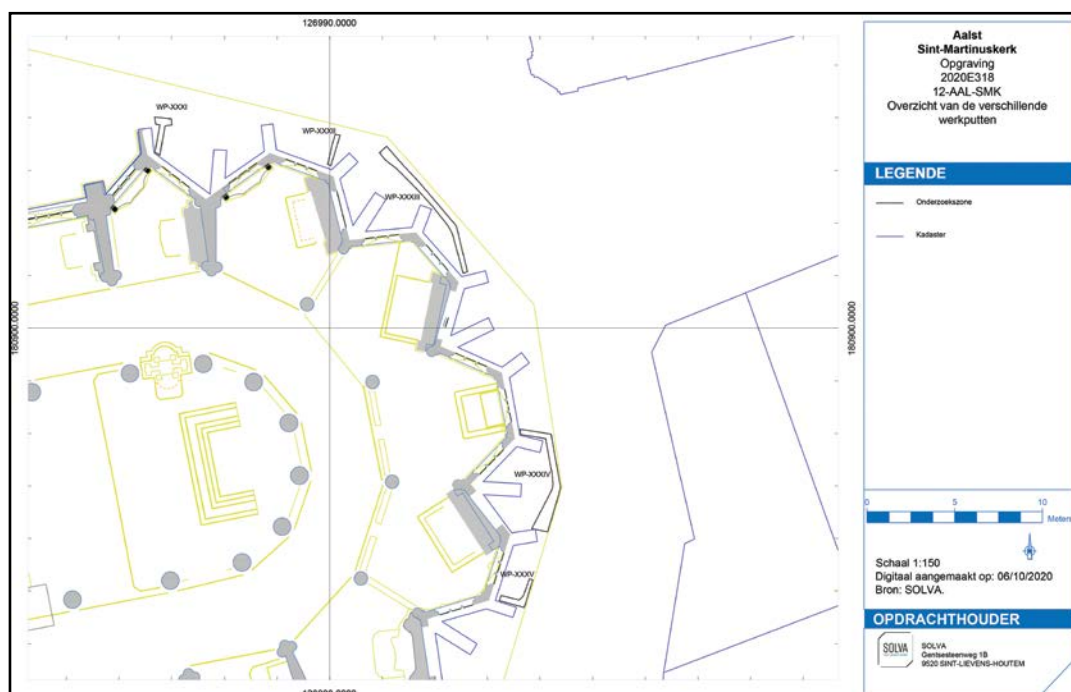 126990.0000
WP-XXXI
WP-XXXII
WP-XXXIII
180900.0000
180900.0000
WP-XXXIV
WP-XXXV
Aalst
Sint-Martinuskerk
Opgraving
2020E318
12-AAL-SMK
Overzicht van de verschillende
werkputten
LEGENDE
Onderzoekszone
Kadaster
0 5 10
Meters
Schaal 1:150
Digitaal aangemaakt op: 06/10/2020
Bron: SOLVA.
OPDRACHTHOUDER
SOLVA
SOLVA
Gentsesteenweg 1B
9520 SINT-LIEVENS-HOUTEM